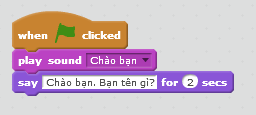 when clicked
play sound Chào bạn
say Chào bạn. Bạn tên gì? for 2 secs